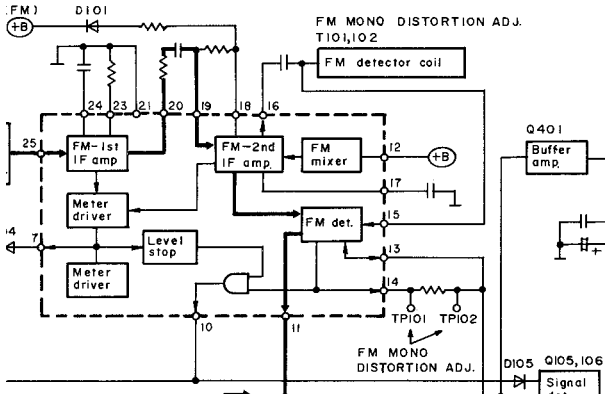 (FM)
D101
+B
FM MONO DISTORTION ADJ.
T101,102
FM detector coil
24
23
21
20
19
18
16
25
FM-1st
IF amp
FM-2nd
IF amp.
FM
mixer
12
+B
Q401
Buffer
amp.
17
Meter
driver
FM det.
15
7
Level
stop
13
Meter
driver
14
TP101
TP102
10
11
FM MONO
DISTORTION ADJ.
D105
Q105,106
Signal
+